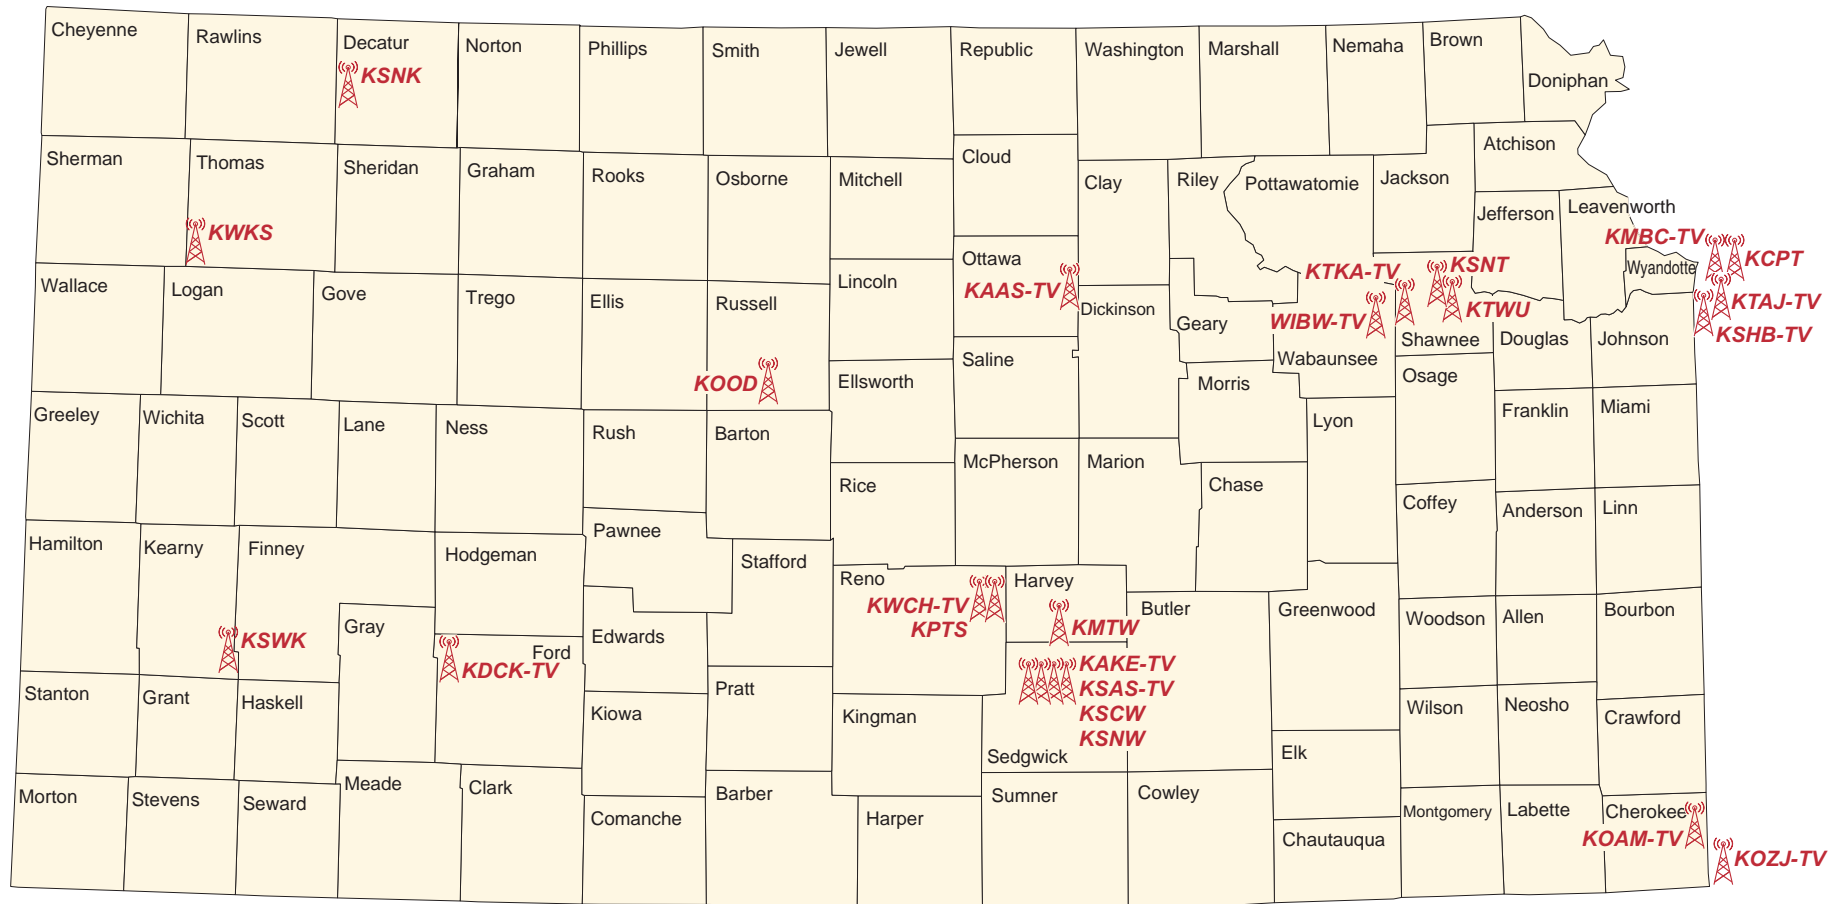 Cheyenne
Rawlins
Decatur
Norton
Phillips
Smith
Jewell
Republic
Washington
Marshall
Nemaha
Brown
Doniphan
KSNK
Sherman
Thomas
Sheridan
Graham
Rooks
Osborne
Mitchell
Cloud
Clay
Riley
Pottawatomie
Jackson
Atchison
Jefferson
Leavenworth
KWKS
KMBC-TV
KCPT
Wyandotte
Wallace
Logan
Gove
Trego
Ellis
Russell
Lincoln
Ottawa
KAAS-TV
Dickinson
Geary
KTKA-TV
KSNT
KTWU
WIBW-TV
KTAJ-TV
KSHB-TV
Wabaunsee
Shawnee
Douglas
Johnson
KOOD
Ellsworth
Saline
Morris
Osage
Greeley
Wichita
Scott
Lane
Ness
Rush
Barton
Rice
McPherson
Marion
Chase
Lyon
Franklin
Miami
Coffey
Anderson
Linn
Hamilton
Kearny
Finney
Hodgeman
Pawnee
Stafford
Reno
Harvey
KWCH-TV
KPTS
KMTW
Butler
Greenwood
Woodson
Allen
Bourbon
KSWK
Gray
Ford
KDCK-TV
Edwards
KAKE-TV
KSAS-TV
KSCW
KSNW
Stanton
Grant
Haskell
Kiowa
Pratt
Kingman
Sedgwick
Elk
Wilson
Neosho
Crawford
Morton
Stevens
Seward
Meade
Clark
Comanche
Barber
Harper
Sumner
Cowley
Chautauqua
Montgomery
Labette
Cherokee
KOAM-TV
KOZJ-TV